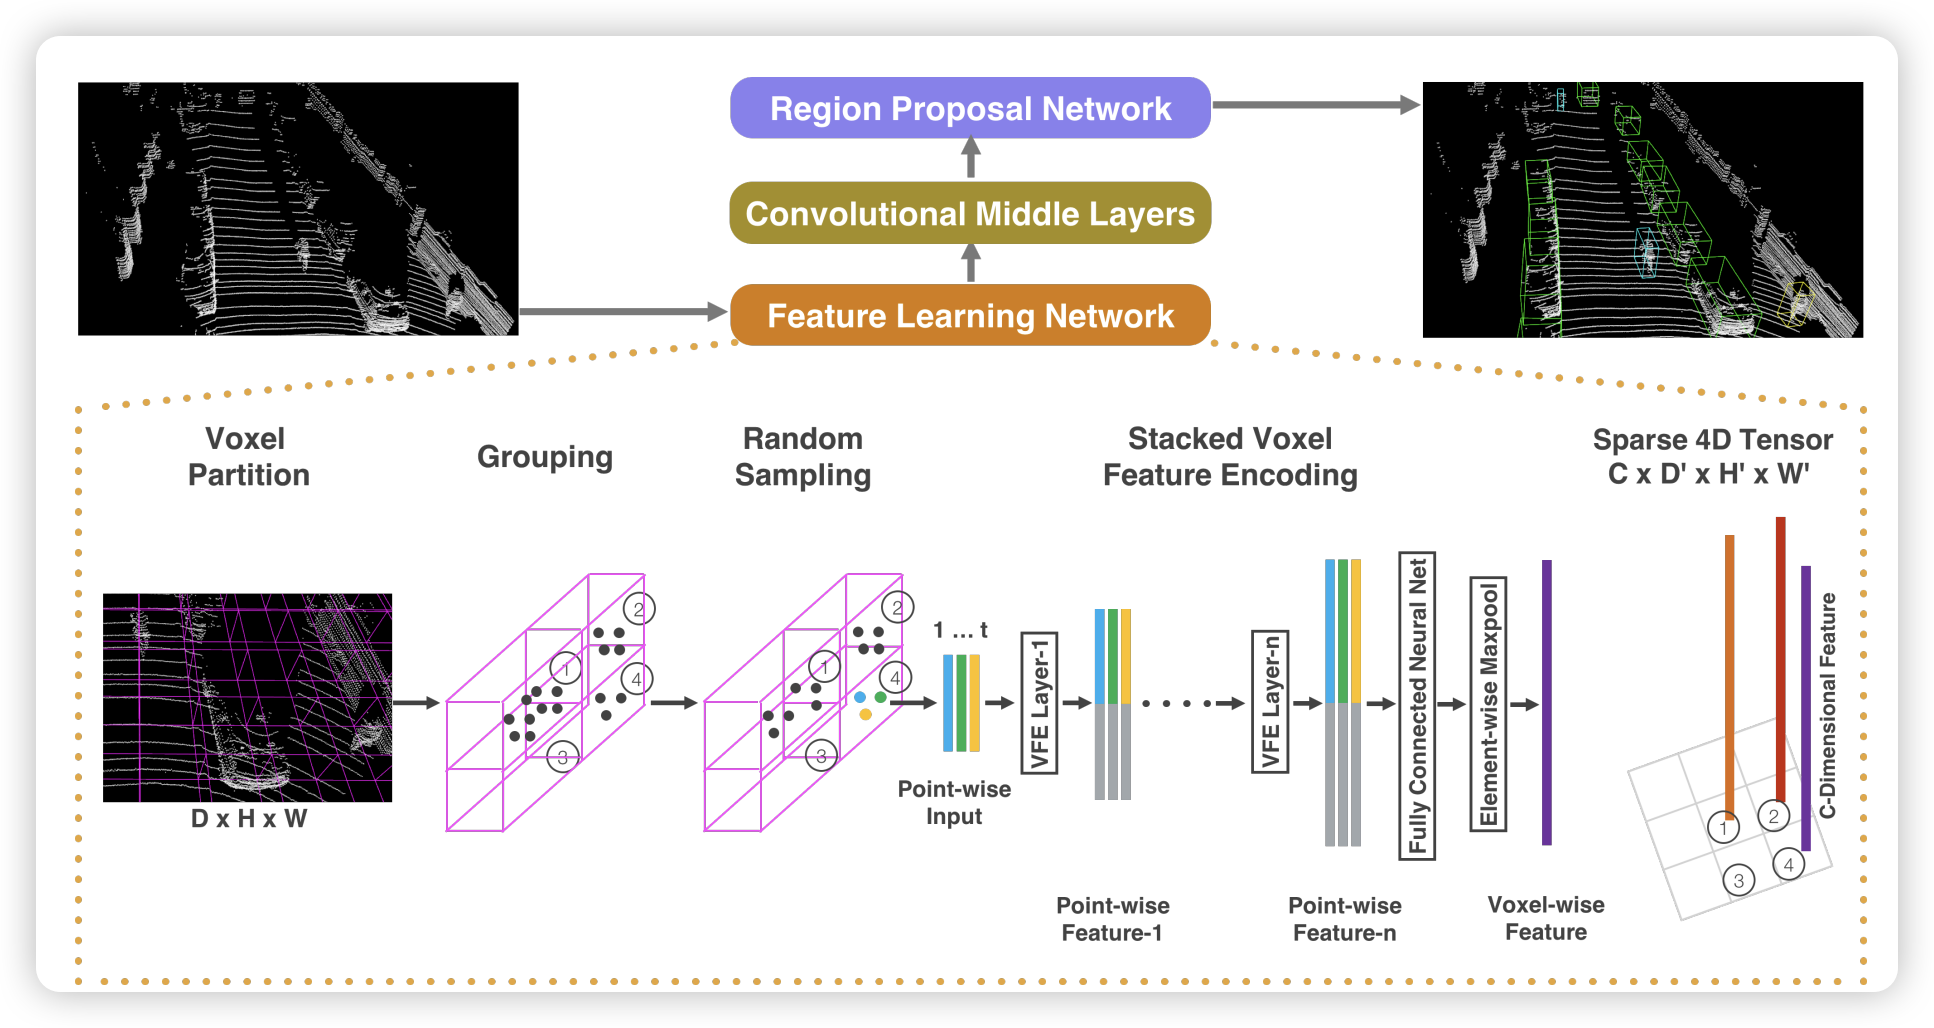 Region Proposal Network
Convolutional Middle Layers
Feature Learning Network
Voxel
Partition
Grouping
Random
Sampling
Stacked Voxel
Feature Encoding
Sparse 4D Tensor
C x D' x H' x W'
D x H x W
1
2
3
4
1
2
3
4
1 ... t
Point-wise
Input
VFE Layer-1
Point-wise
Feature-1
VFE Layer-n
Point-wise
Feature-n
Fully Connected Neural Net
Element-wise Maxpool
Voxel-wise
Feature
C-Dimensional Feature
1
2
3
4